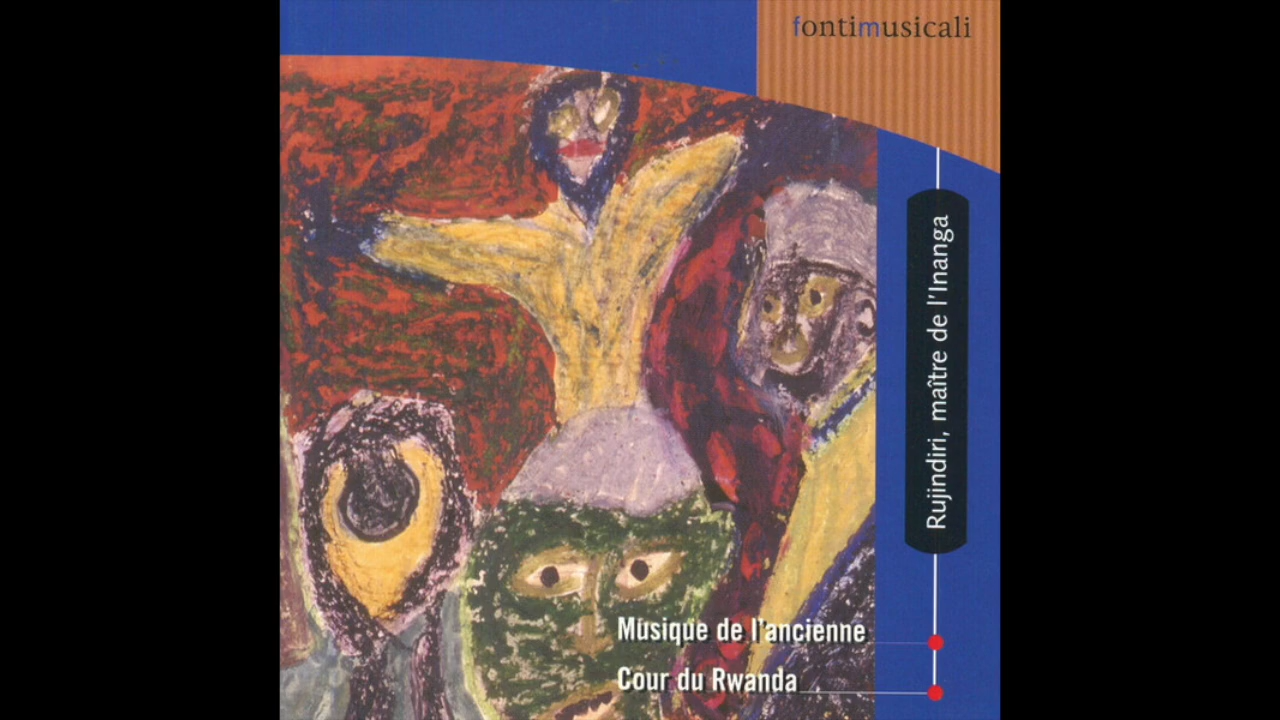 fontimusicali
Rujindiri, maître de l'Inanga
Musique de l'ancienne
Cour du Rwanda